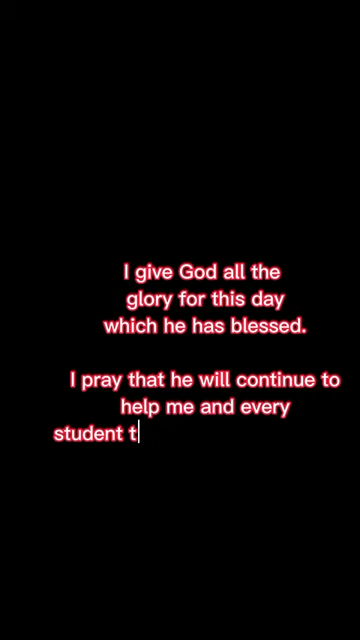 I give God all the
glory for this day
which he has blessed.
I pray that he will continue to
help me and every
student t